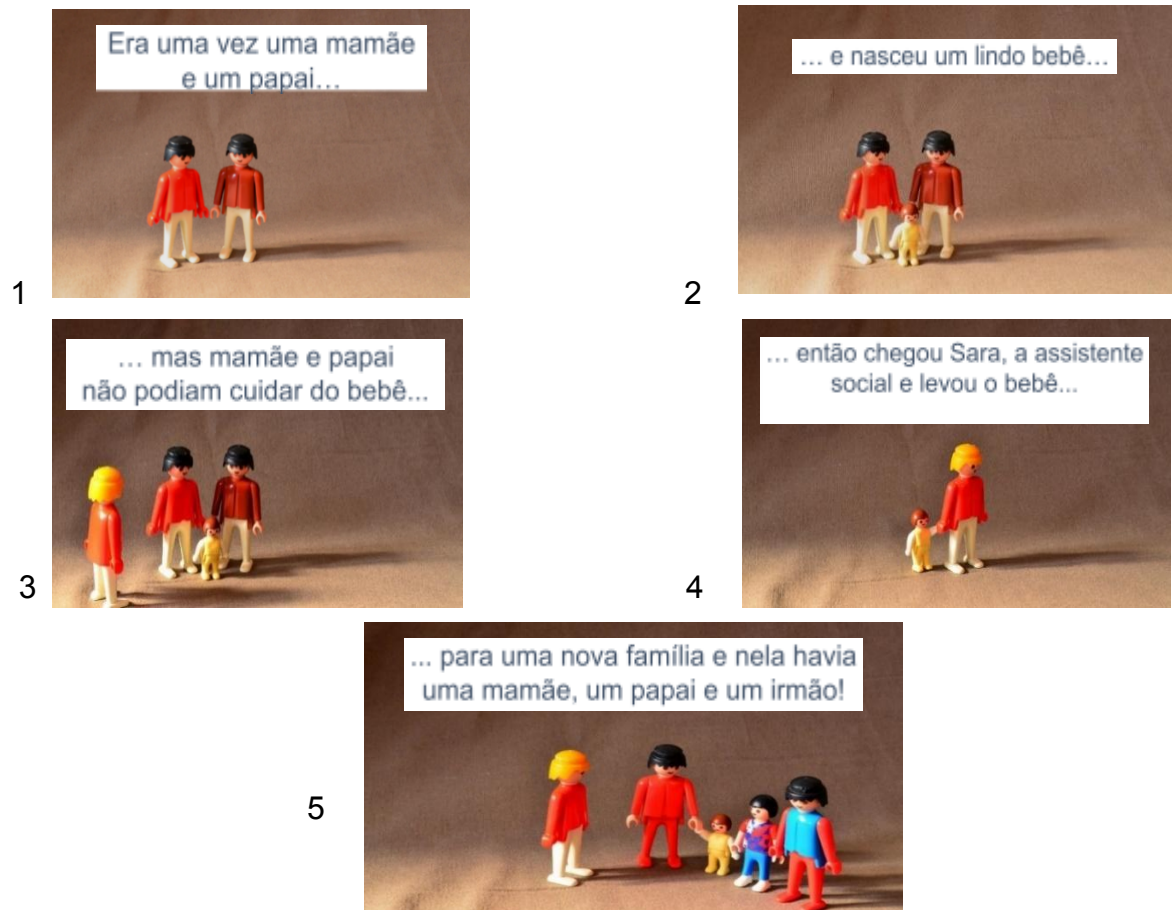 Era uma vez uma mamãe
e um papai...
1
... e nasceu um lindo bebê...
2
... mas mamãe e papai
não podiam cuidar do bebê...
3
... então chegou Sara, a assistente
social e levou o bebê...
4
... para uma nova família e nela havia
uma mamãe, um papai e um irmão!
5